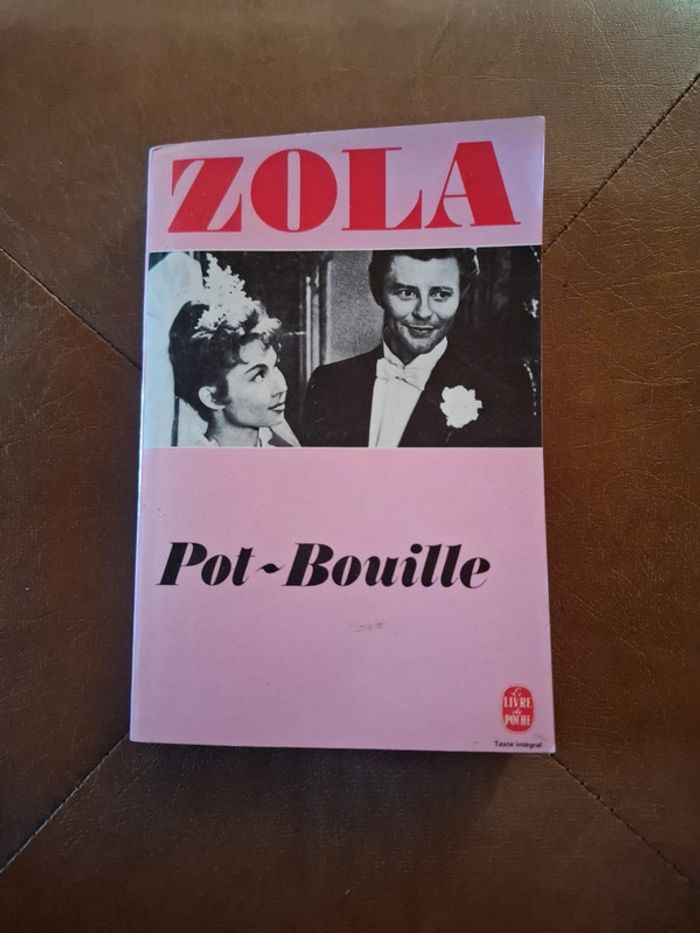 ZOLA
Pot~Bouille
Le
LIVRE
de
POCHE
Texte intégral